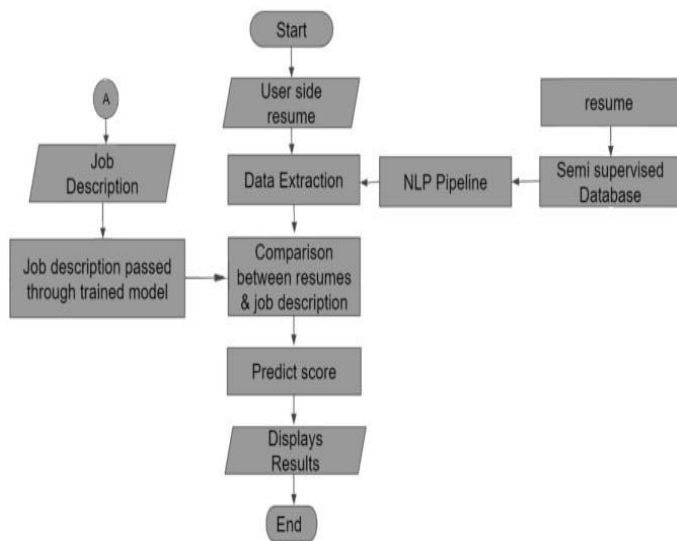 Start
User side
resume
A
Job
Description
resume
Data Extraction
NLP Pipeline
Semi supervised
Database
Job description passed
through trained model
Comparison
between resumes
& job description
Predict score
Displays
Results
End